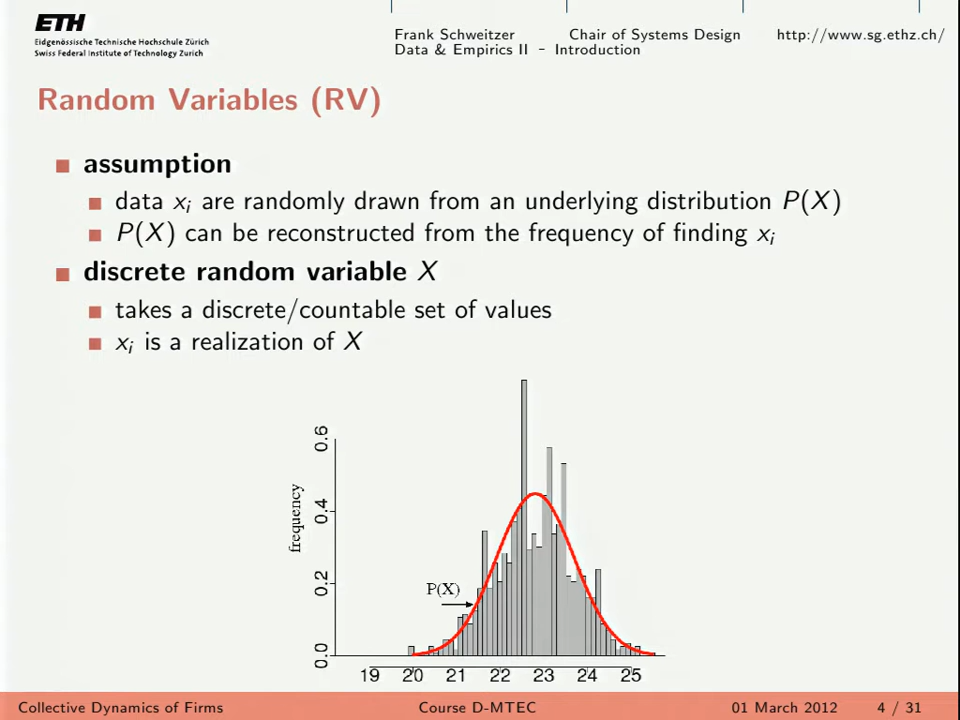 ETH
Eidgenössische Technische Hochschule Zürich
Swiss Federal Institute of Technology Zurich
Frank Schweitzer Chair of Systems Design http://www.sg.ethz.ch/
Data & Empirics II – Introduction
Random Variables (RV)
assumption
data xᵢ are randomly drawn from an underlying distribution P(X)
P(X) can be reconstructed from the frequency of finding xᵢ
discrete random variable X
takes a discrete/countable set of values
xᵢ is a realization of X
frequency
0.6
0.4
0.2
0.0
P(X)
19 20 21 22 23 24 25
Collective Dynamics of Firms Course D-MTEC 01 March 2012 4 / 31